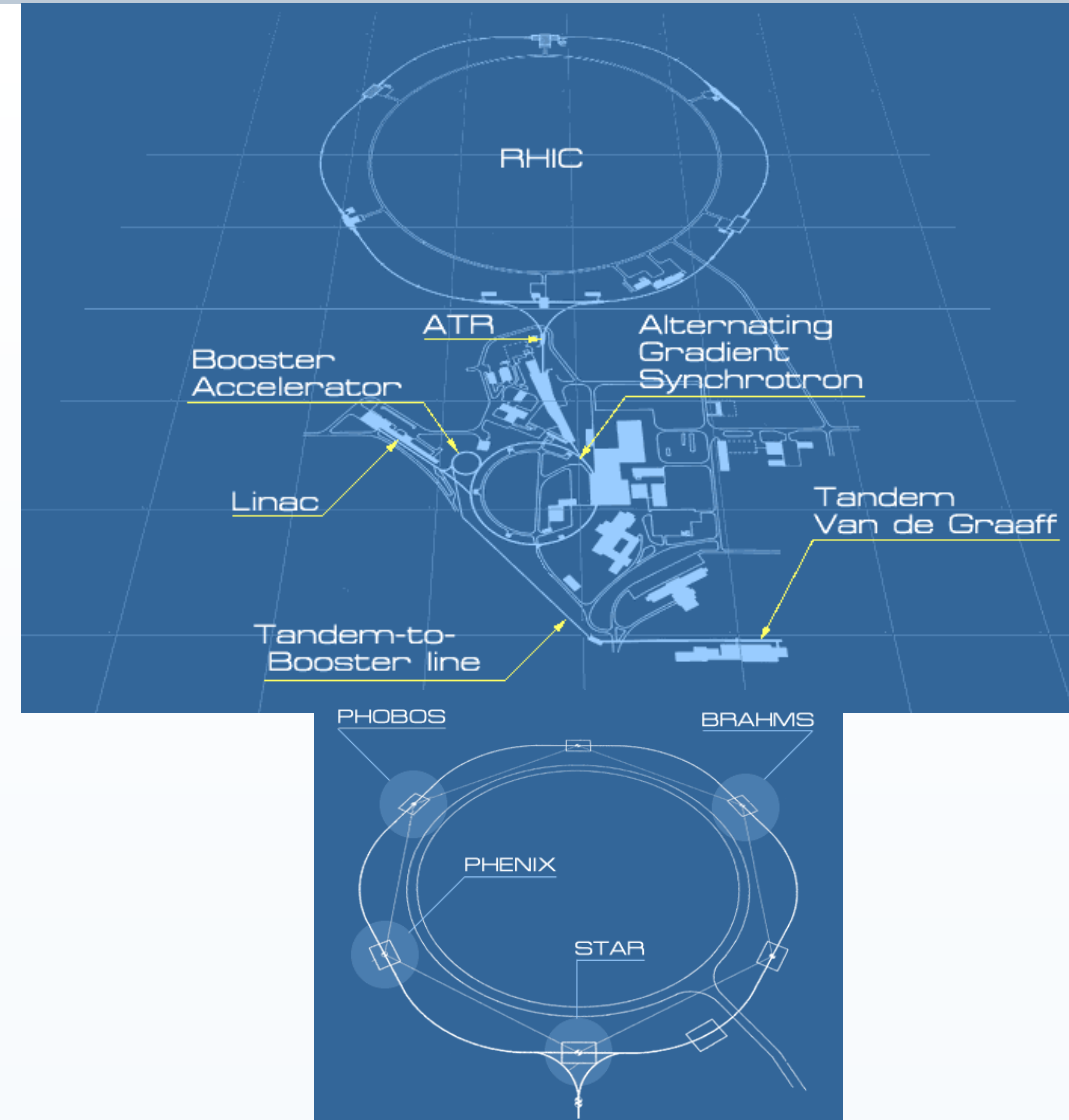 RHIC
ATR
Alternating
Gradient
Synchrotron
Booster
Accelerator
Linac
Tandem
Van de Graaff
Tandem-to-
Booster line
PHOBOS
BRAHMS
PHENIX
STAR